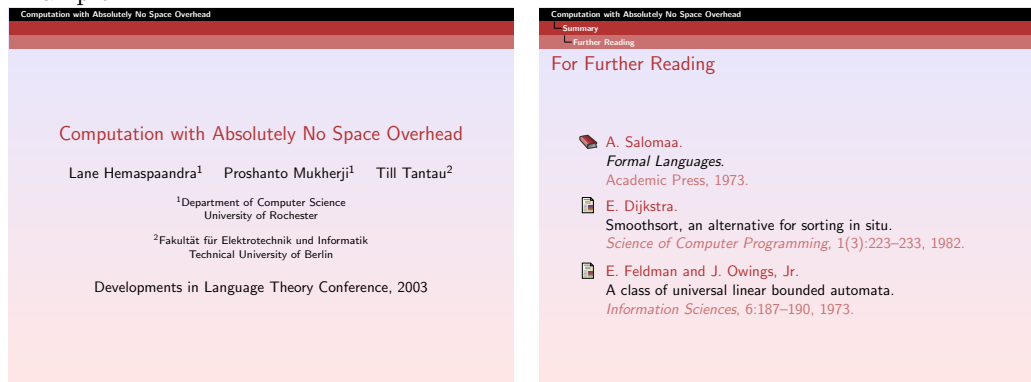 Computation with Absolutely No Space Overhead
Computation with Absolutely No Space Overhead
Lane Hemaspaandra¹ Proshanto Mukherji¹ Till Tantau²
¹Department of Computer Science
University of Rochester
²Fakultät für Elektrotechnik und Informatik
Technical University of Berlin
Developments in Language Theory Conference, 2003
Computation with Absolutely No Space Overhead
Summary
Further Reading
For Further Reading
A. Salomaa.
Formal Languages.
Academic Press, 1973.
E. Dijkstra.
Smoothsort, an alternative for sorting in situ.
Science of Computer Programming, 1(3):223–233, 1982.
E. Feldman and J. Owings, Jr.
A class of universal linear bounded automata.
Information Sciences, 6:187–190, 1973.